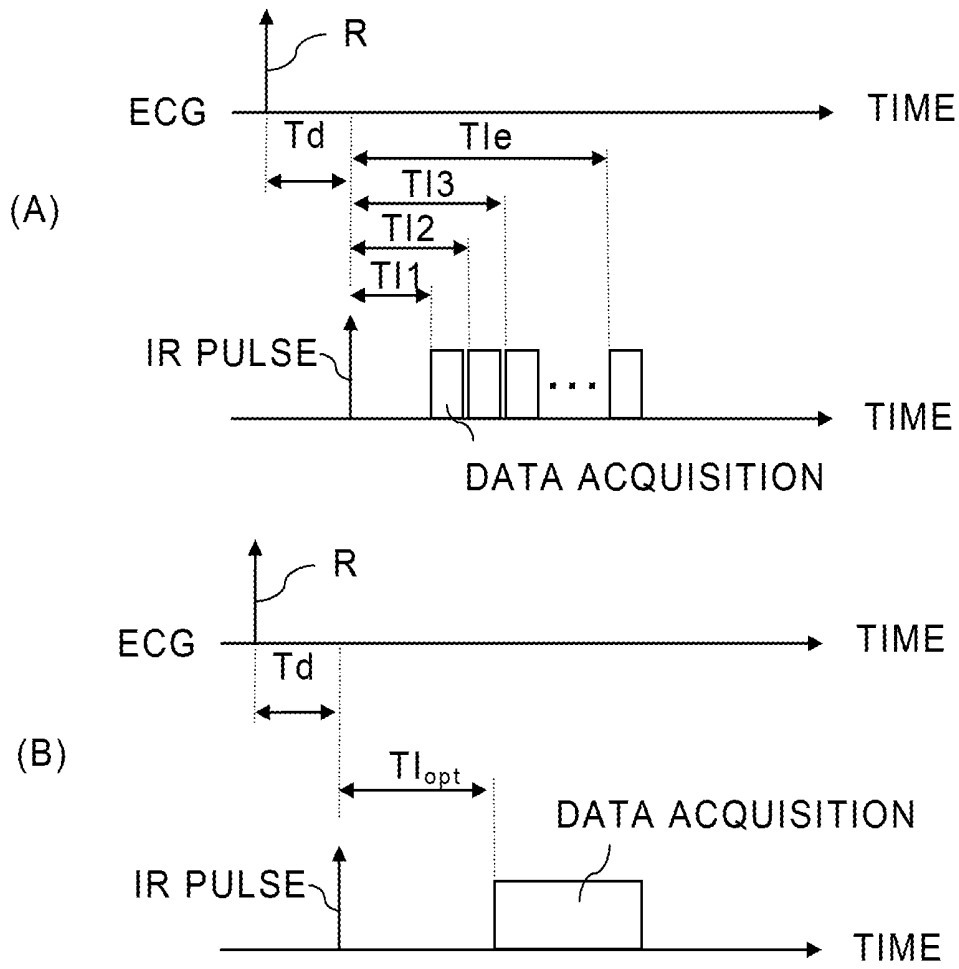 R
ECG
TIME
Td
TIe
(A)
TI3
TI2
TI1
IR PULSE
TIME
DATA ACQUISITION
R
ECG
TIME
Td
(B)
TIopt
DATA ACQUISITION
IR PULSE
TIME